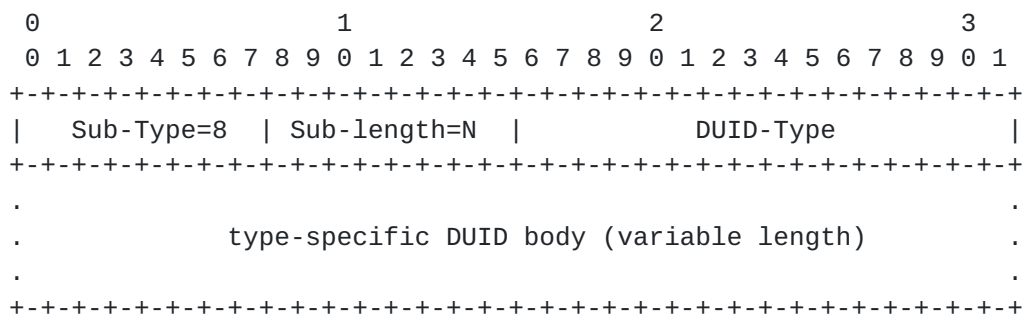 0                   1                   2                   3
 0 1 2 3 4 5 6 7 8 9 0 1 2 3 4 5 6 7 8 9 0 1 2 3 4 5 6 7 8 9 0 1
+-+-+-+-+-+-+-+-+-+-+-+-+-+-+-+-+-+-+-+-+-+-+-+-+-+-+-+-+-+-+-+-+
|   Sub-Type=8  | Sub-length=N  |           DUID-Type           |
+-+-+-+-+-+-+-+-+-+-+-+-+-+-+-+-+-+-+-+-+-+-+-+-+-+-+-+-+-+-+-+-+
.                                                               .
.             type-specific DUID body (variable length)         .
.                                                               .
+-+-+-+-+-+-+-+-+-+-+-+-+-+-+-+-+-+-+-+-+-+-+-+-+-+-+-+-+-+-+-+-+